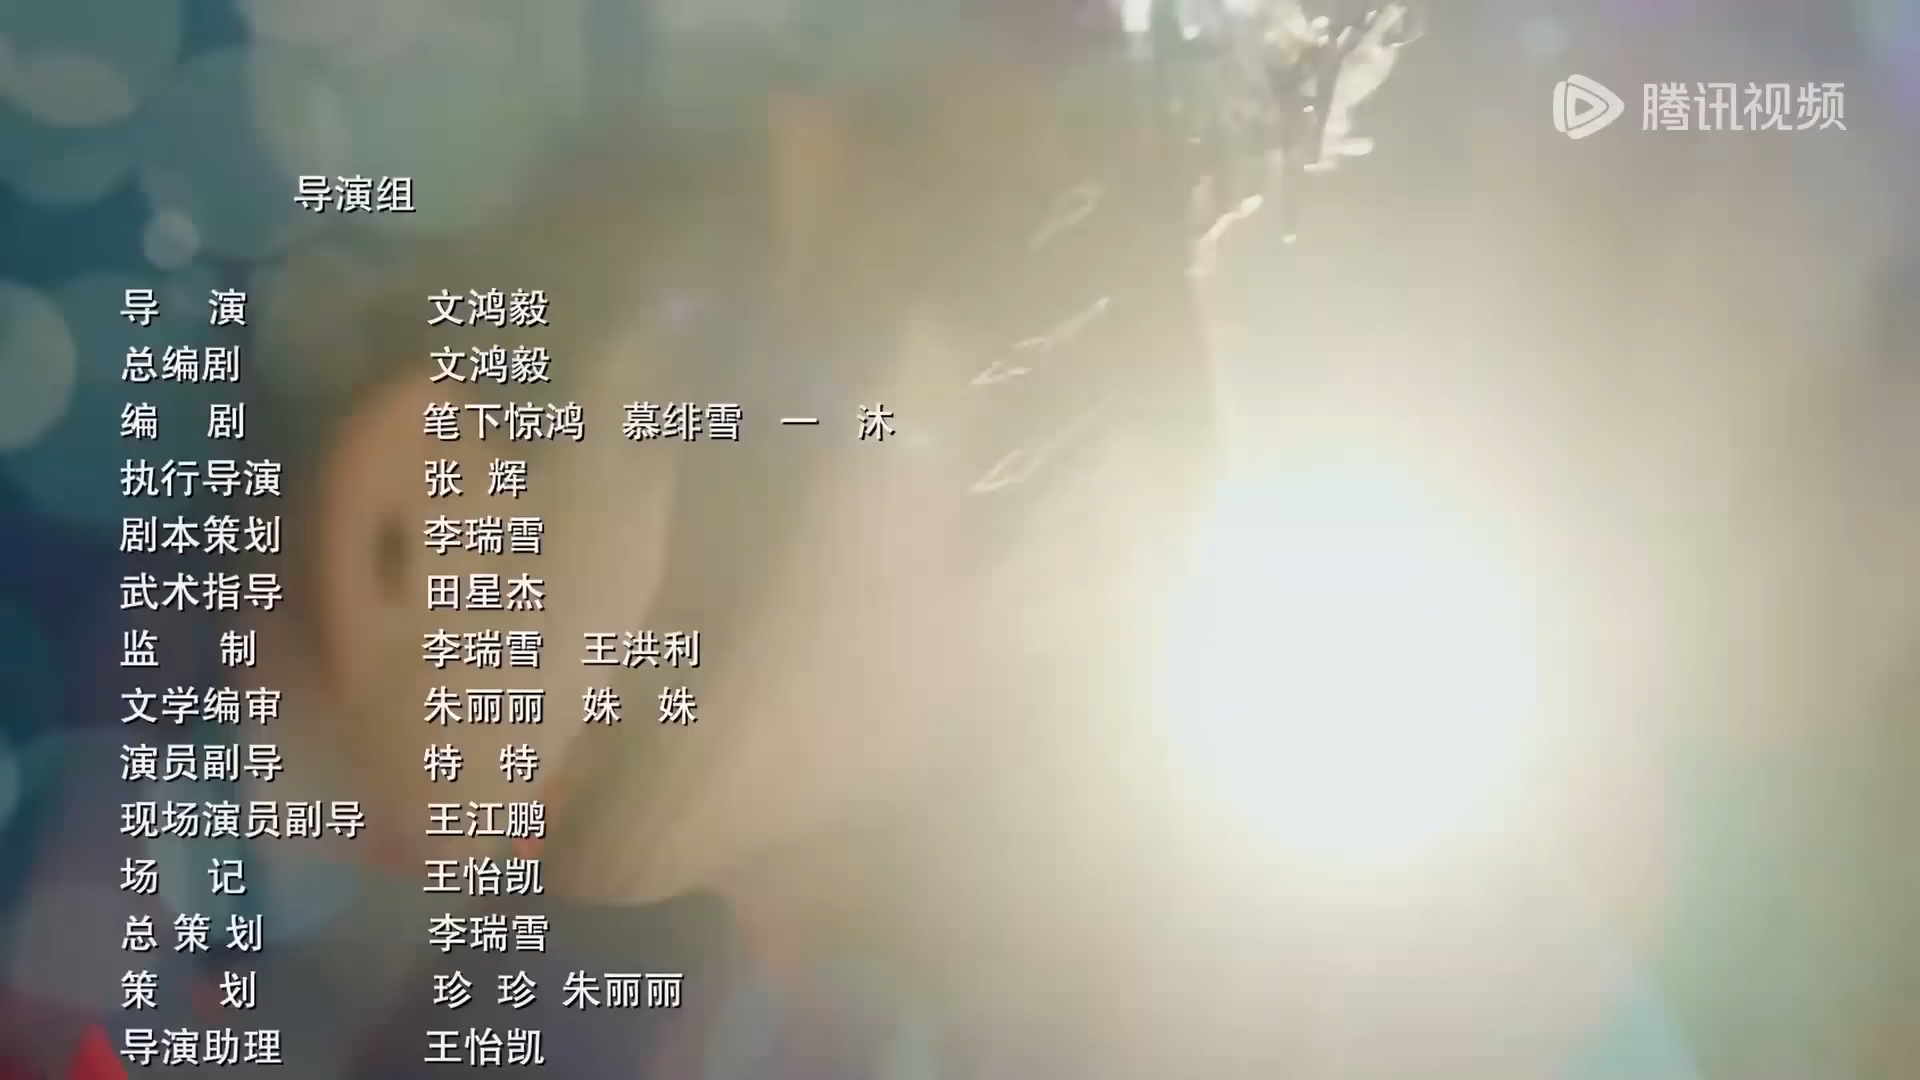 腾讯视频
导演组
导 演 文鸿毅
总编剧 文鸿毅
编 剧 笔下惊鸿 慕绯雪 一 沐
执行导演 张 辉
剧本策划 李瑞雪
武术指导 田星杰
监 制 李瑞雪 王洪利
文学编审 朱丽丽 姝 姝
演员副导 特 特
现场演员副导 王江鹏
场 记 王怡凯
总 策 划 李瑞雪
策 划 珍 珍 朱丽丽
导演助理 王怡凯